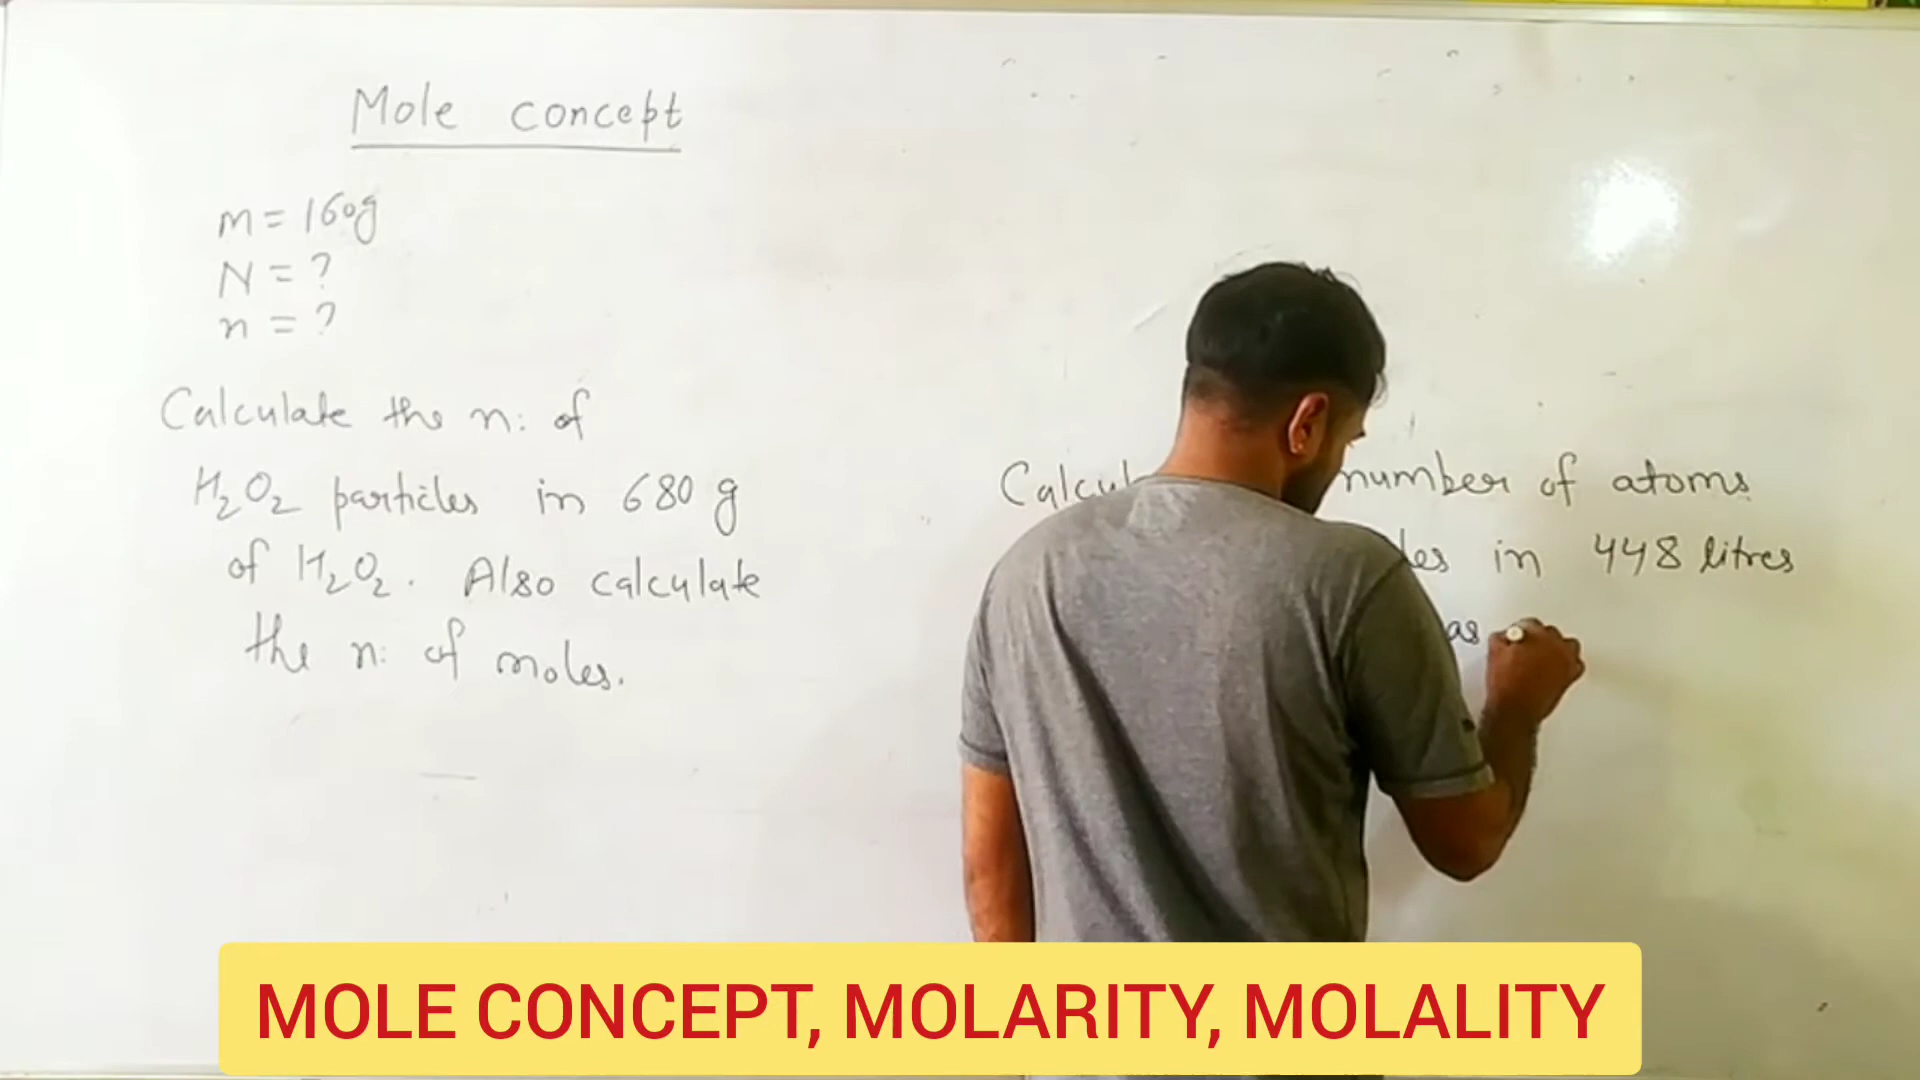 Mole concept
m = 160g
N = ?
n = ?
Calculate the n: of
H₂O₂ particles in 680 g
of H₂O₂. Also calculate
the n: of moles.
number of atoms
in 448 litres
MOLE CONCEPT, MOLARITY, MOLALITY